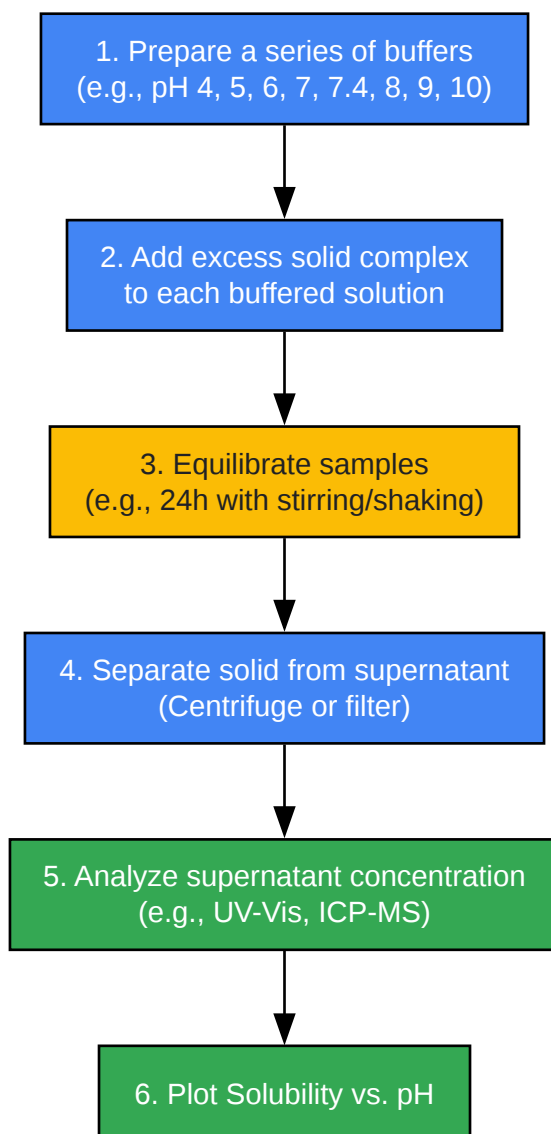 1. Prepare a series of buffers
(e.g., pH 4, 5, 6, 7, 7.4, 8, 9, 10)
2. Add excess solid complex
to each buffered solution
3. Equilibrate samples
(e.g., 24h with stirring/shaking)
4. Separate solid from supernatant
(Centrifuge or filter)
5. Analyze supernatant concentration
(e.g., UV-Vis, ICP-MS)
6. Plot Solubility vs. pH